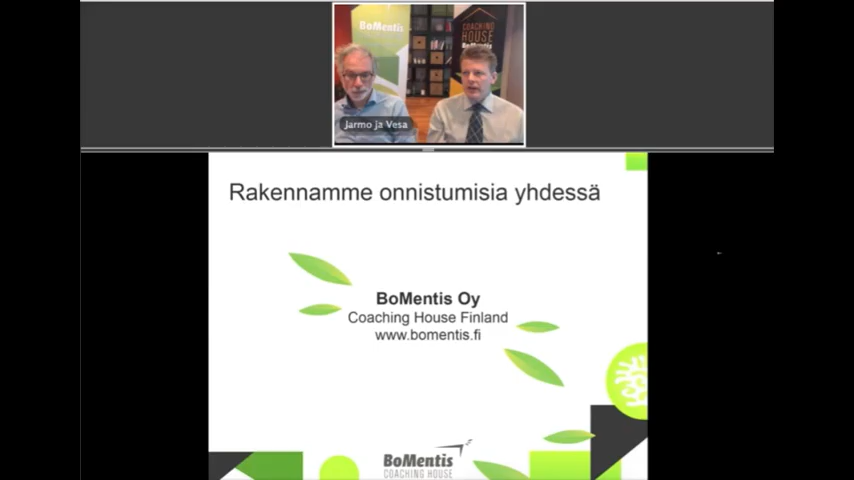 BoMentis
COACHING
HOUSE
BoMentis
Jarmo ja Vesa
Rakennamme onnistumisia yhdessä
BoMentis Oy
Coaching House Finland
www.bomentis.fi
BoMentis
COACHING HOUSE